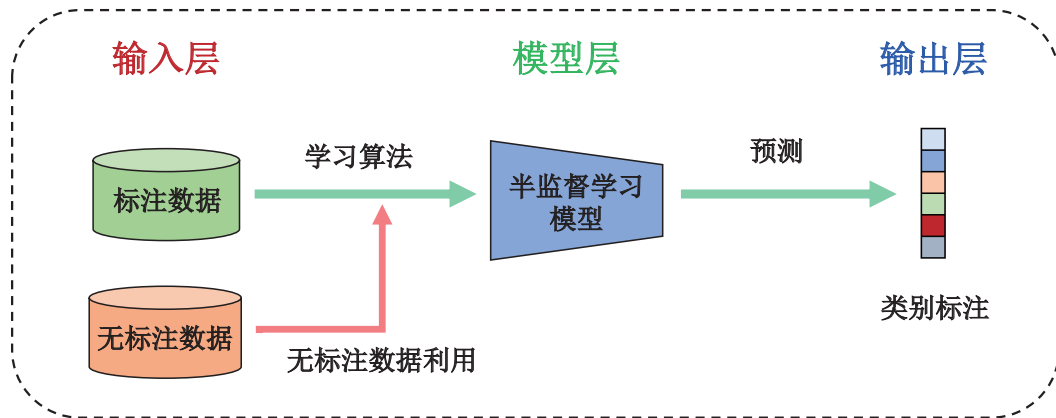 输入层
模型层
输出层
学习算法
预测
标注数据
半监督学习
模型
无标注数据
无标注数据利用
类别标注